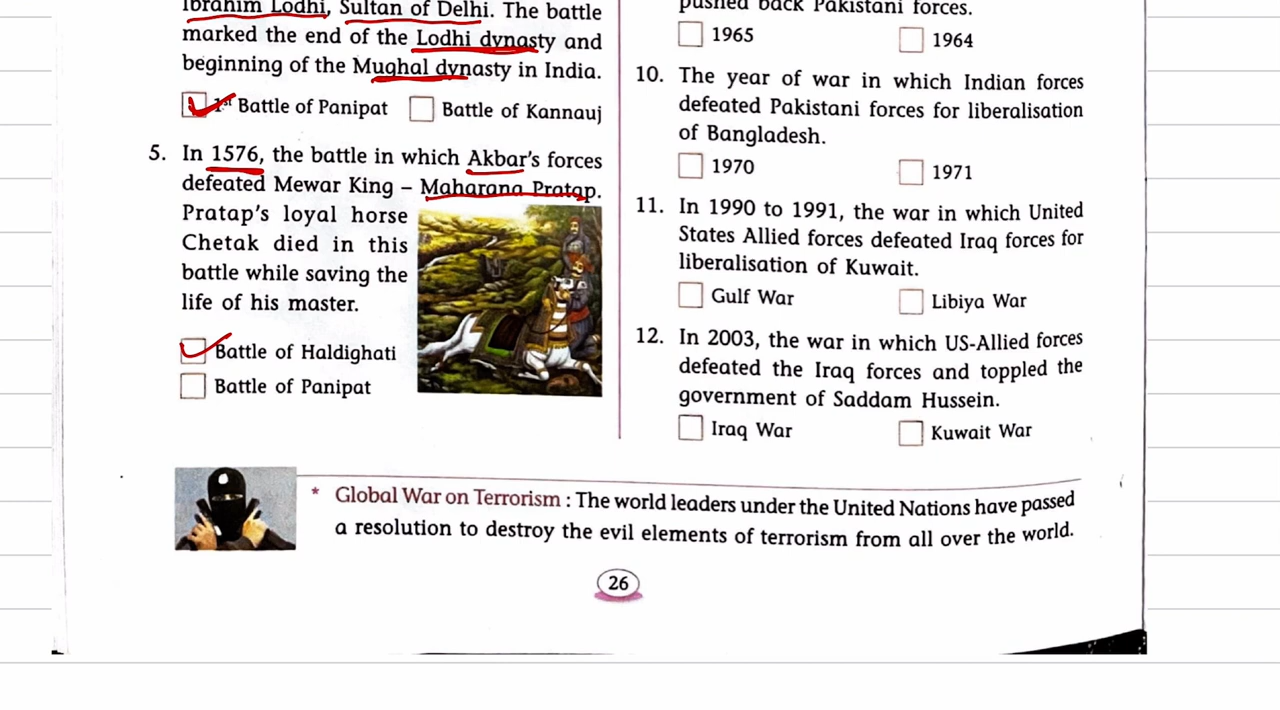 Ibrahim Lodhi, Sultan of Delhi. The battle
marked the end of the Lodhi dynasty and
beginning of the Mughal dynasty in India.
1st Battle of Panipat
Battle of Kannauj
5. In 1576, the battle in which Akbar's forces
defeated Mewar King – Maharana Pratap.
Pratap's loyal horse
Chetak died in this
battle while saving the
life of his master.
Battle of Haldighati
Battle of Panipat
pushed back Pakistani forces.
1965
1964
10. The year of war in which Indian forces
defeated Pakistani forces for liberalisation
of Bangladesh.
1970
1971
11. In 1990 to 1991, the war in which United
States Allied forces defeated Iraq forces for
liberalisation of Kuwait.
Gulf War
Libiya War
12. In 2003, the war in which US-Allied forces
defeated the Iraq forces and toppled the
government of Saddam Hussein.
Iraq War
Kuwait War
* Global War on Terrorism : The world leaders under the United Nations have passed
a resolution to destroy the evil elements of terrorism from all over the world.
26